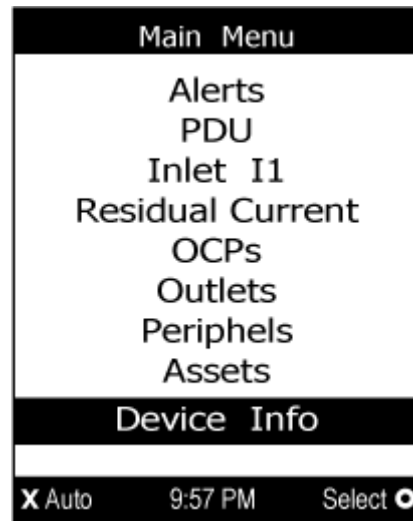 Main Menu
Alerts
PDU
Inlet I1
Residual Current
OCPs
Outlets
Periphels
Assets
Device Info
X Auto 9:57 PM Select O